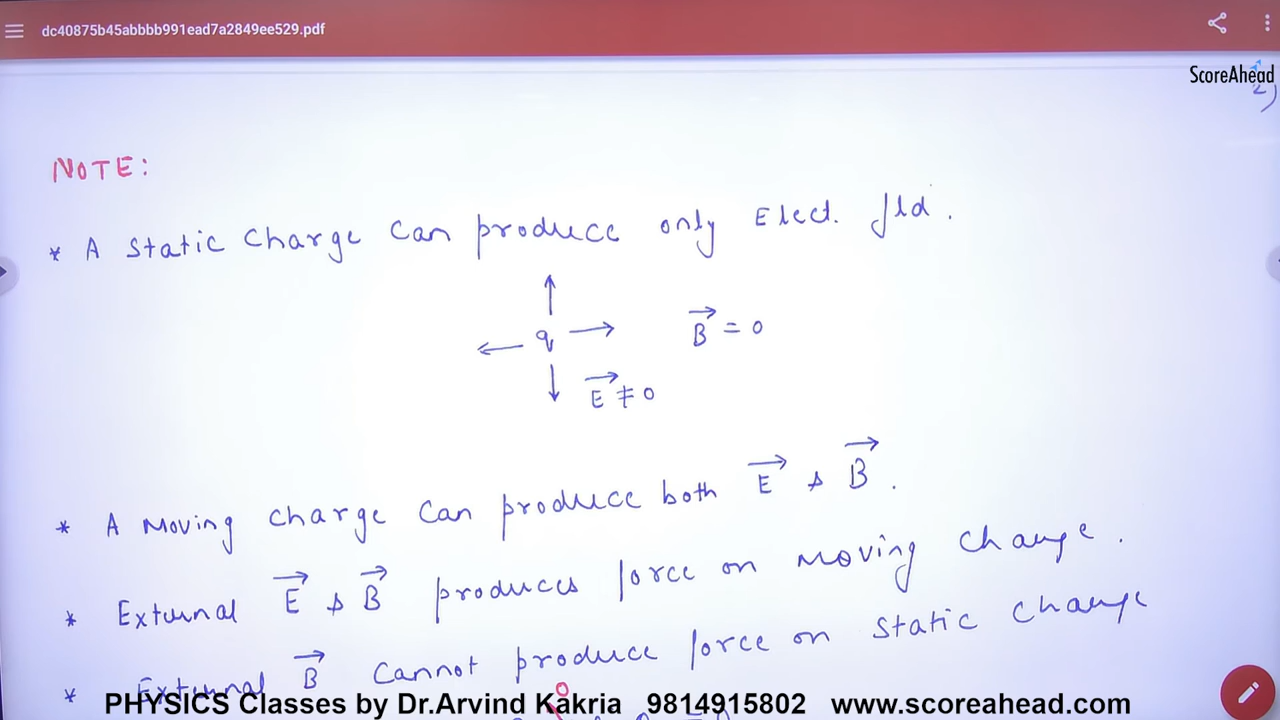 dc40875b45abbbb991ead7a2849ee529.pdf
ScoreAhead
2)
NOTE:
* A Static Charge Can produce only Elect. fld.
q
B = 0
E ≠ 0
* A Moving Charge Can produce both E & B.
* External E & B produces force on Moving Charge.
* External B Cannot produce force on Static Charge
PHYSICS Classes by Dr.Arvind Kakria 9814915802 www.scoreahead.com